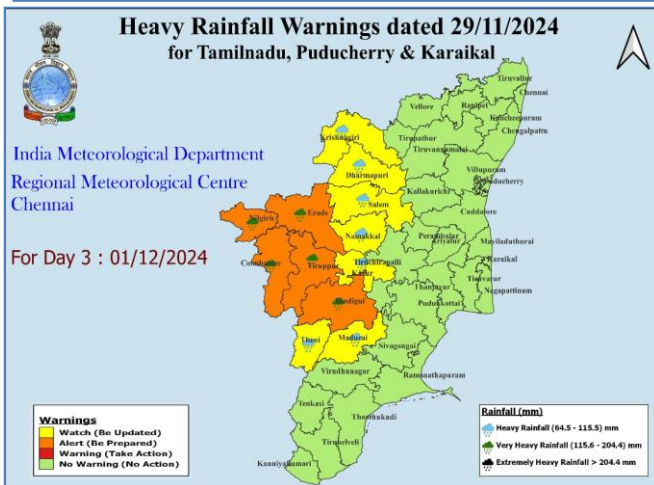 Heavy Rainfall Warnings dated 29/11/2024
for Tamilnadu, Puducherry & Karaikal
India Meteorological Department
Regional Meteorological Centre
Chennai
For Day 3 : 01/12/2024
Tiruvallur
Chennai
Vellore
Ranipet
Kancheepuram
Chengalpattu
Krishnagiri
Tirupathur
Tiruvannamalai
Dharmapuri
Villupuram
Puducherry
Kallakurichi
Salem
Cuddalore
Nilgiris
Erode
Namakkal
Perambalur
Ariyalur
Mayiladuthurai
Karaikal
Coimbatore
Tiruppur
Tiruchirapalli
Karur
Thanjavur
Tiruvarur
Nagapattinam
Dindigul
Pudukkottai
Theni
Madurai
Sivagangai
Virudhunagar
Ramanathapuram
Tenkasi
Thoothukudi
Tirunelveli
Kanniyakumari
Warnings
Watch (Be Updated)
Alert (Be Prepared)
Warning (Take Action)
No Warning (No Action)
Rainfall (mm)
Heavy Rainfall (64.5 - 115.5) mm
Very Heavy Rainfall (115.6 - 204.4) mm
Extremely Heavy Rainfall > 204.4 mm